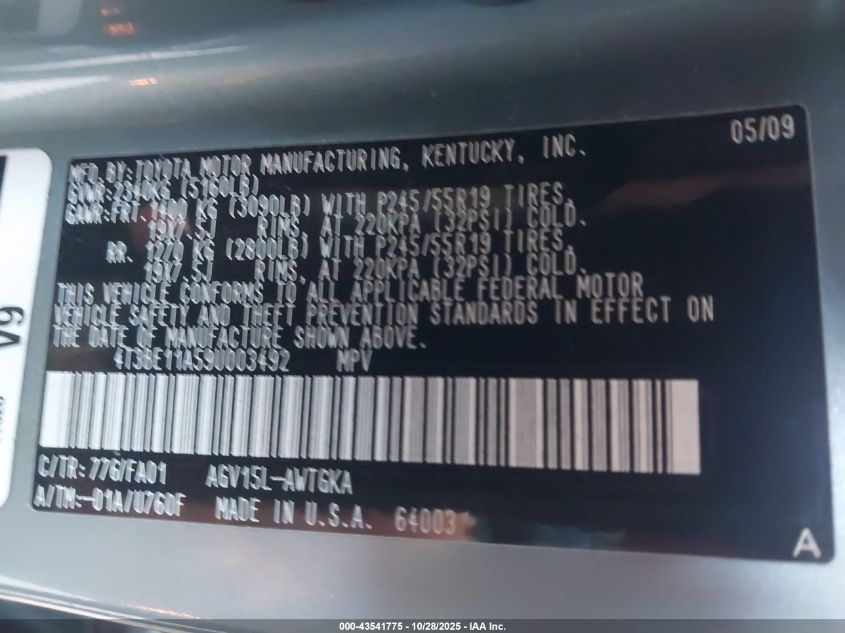 05/09
MFD. BY: TOYOTA MOTOR MANUFACTURING, KENTUCKY, INC.
GVWR: 2340KG (5160LB)
GAWR: FRT. 1400 KG (3090LB) WITH P245/55R19 TIRES,
19X7.5J RIMS, AT 220KPA (32PSI) COLD.
RR. 1270 KG (2800LB) WITH P245/55R19 TIRES,
19X7.5J RIMS, AT 220KPA (32PSI) COLD.
THIS VEHICLE CONFORMS TO ALL APPLICABLE FEDERAL MOTOR
VEHICLE SAFETY AND THEFT PREVENTION STANDARDS IN EFFECT ON
THE DATE OF MANUFACTURE SHOWN ABOVE.
4T3BE11A59U003492 MPV
C/TR: 776/FA01 AGV15L-AWTGKA
A/TM:-01A/U760F MADE IN U.S.A. 64003
A
V9
000-43541775 - 10/28/2025 - IAA Inc.